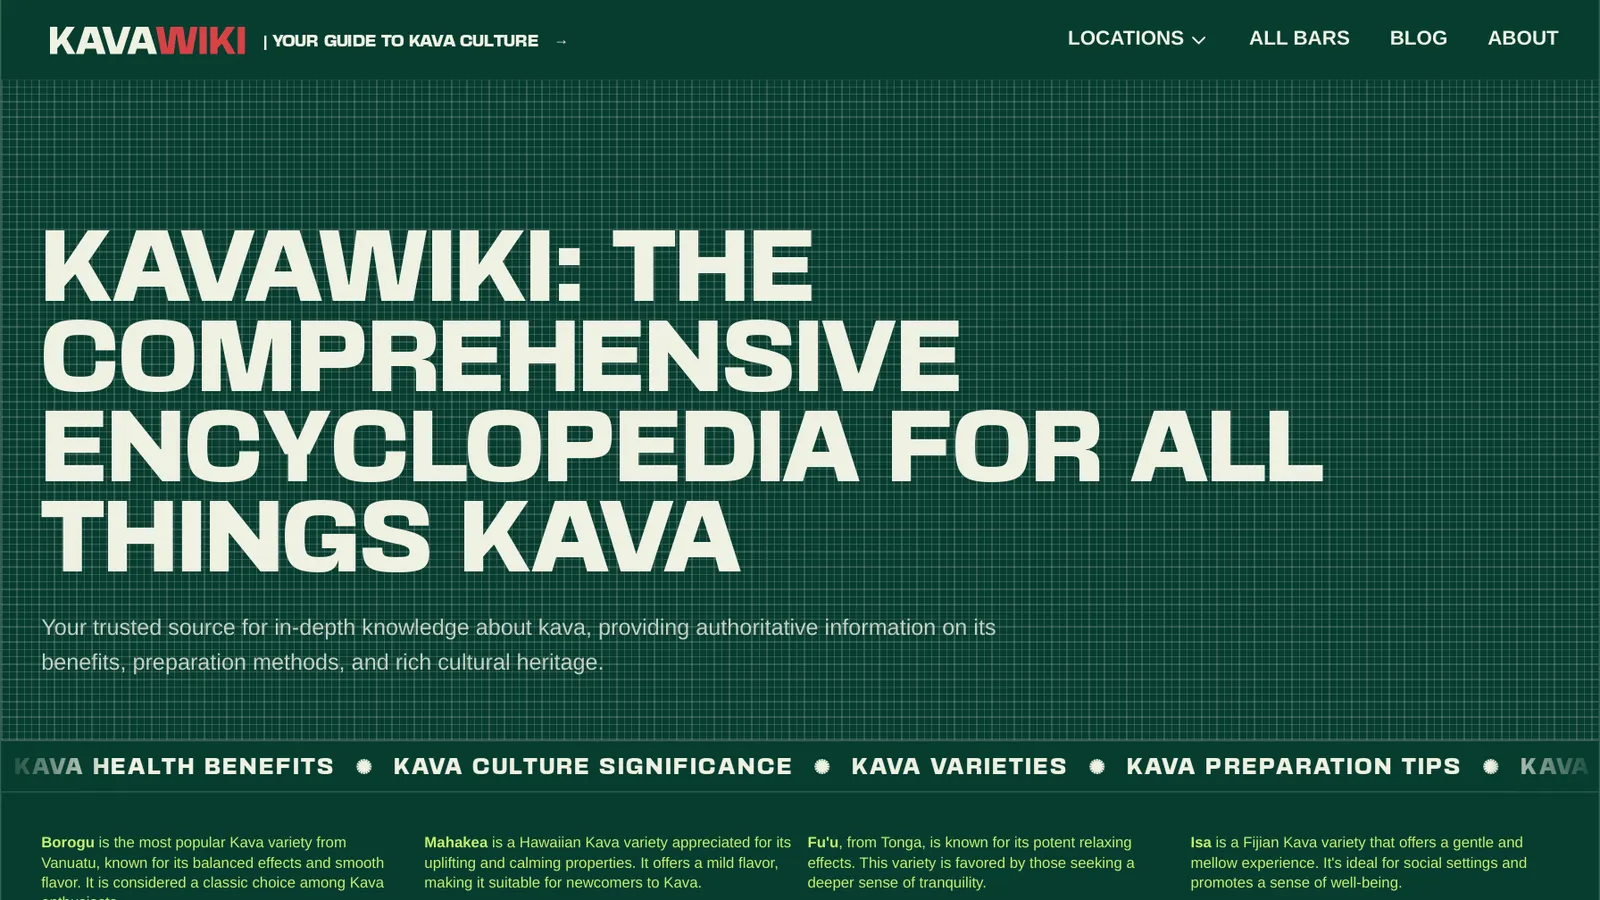 KAVAWIKI | YOUR GUIDE TO KAVA CULTURE →
LOCATIONS ALL BARS BLOG ABOUT
KAVAWIKI: THE
COMPREHENSIVE
ENCYCLOPEDIA FOR ALL
THINGS KAVA
Your trusted source for in-depth knowledge about kava, providing authoritative information on its
benefits, preparation methods, and rich cultural heritage.
KAVA HEALTH BENEFITS ✺ KAVA CULTURE SIGNIFICANCE ✺ KAVA VARIETIES ✺ KAVA PREPARATION TIPS ✺ KAVA
Borogu is the most popular Kava variety from
Vanuatu, known for its balanced effects and smooth
flavor. It is considered a classic choice among Kava
Mahakea is a Hawaiian Kava variety appreciated for its
uplifting and calming properties. It offers a mild flavor,
making it suitable for newcomers to Kava.
Fu'u, from Tonga, is known for its potent relaxing
effects. This variety is favored by those seeking a
deeper sense of tranquility.
Isa is a Fijian Kava variety that offers a gentle and
mellow experience. It's ideal for social settings and
promotes a sense of well-being.